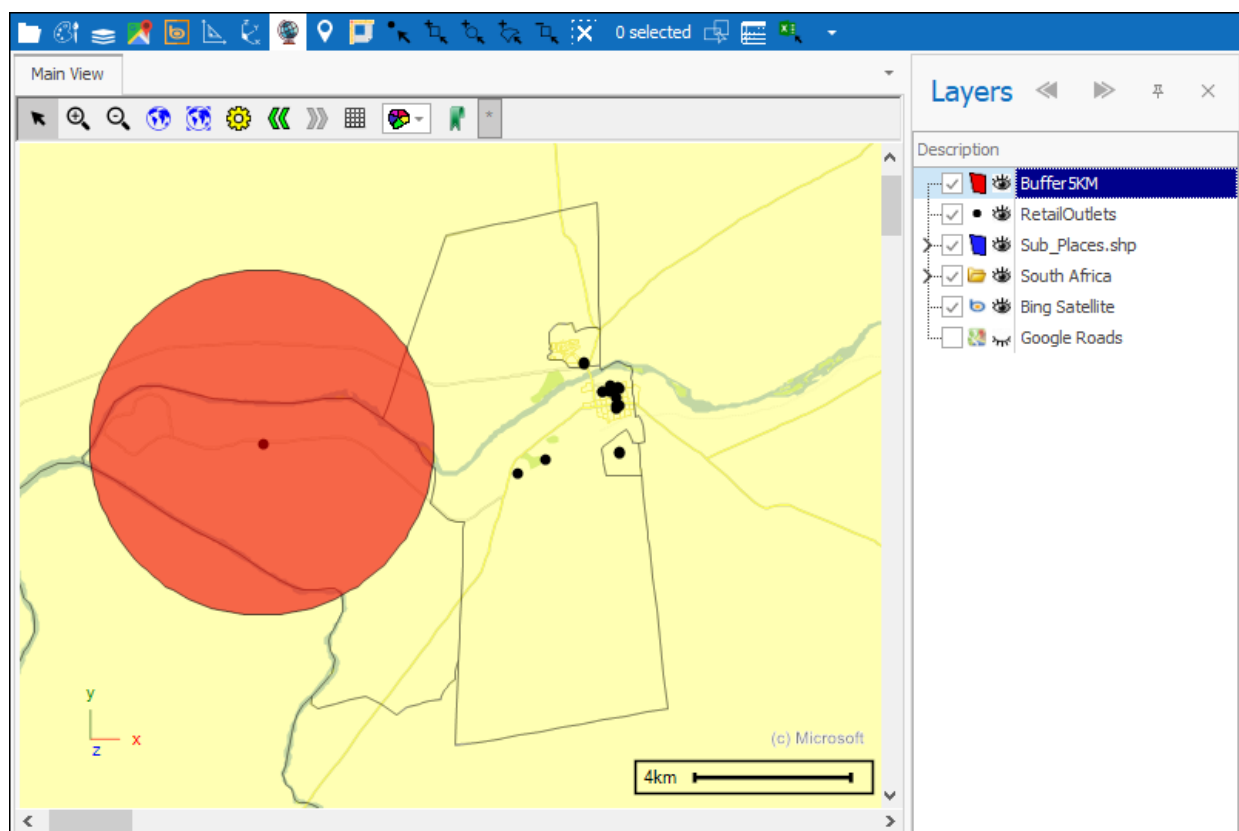 0 selected
Main View
Layers
Description
Buffer5KM
RetailOutlets
Sub_Places.shp
South Africa
Bing Satellite
Google Roads
y
x
z
(c) Microsoft
4km